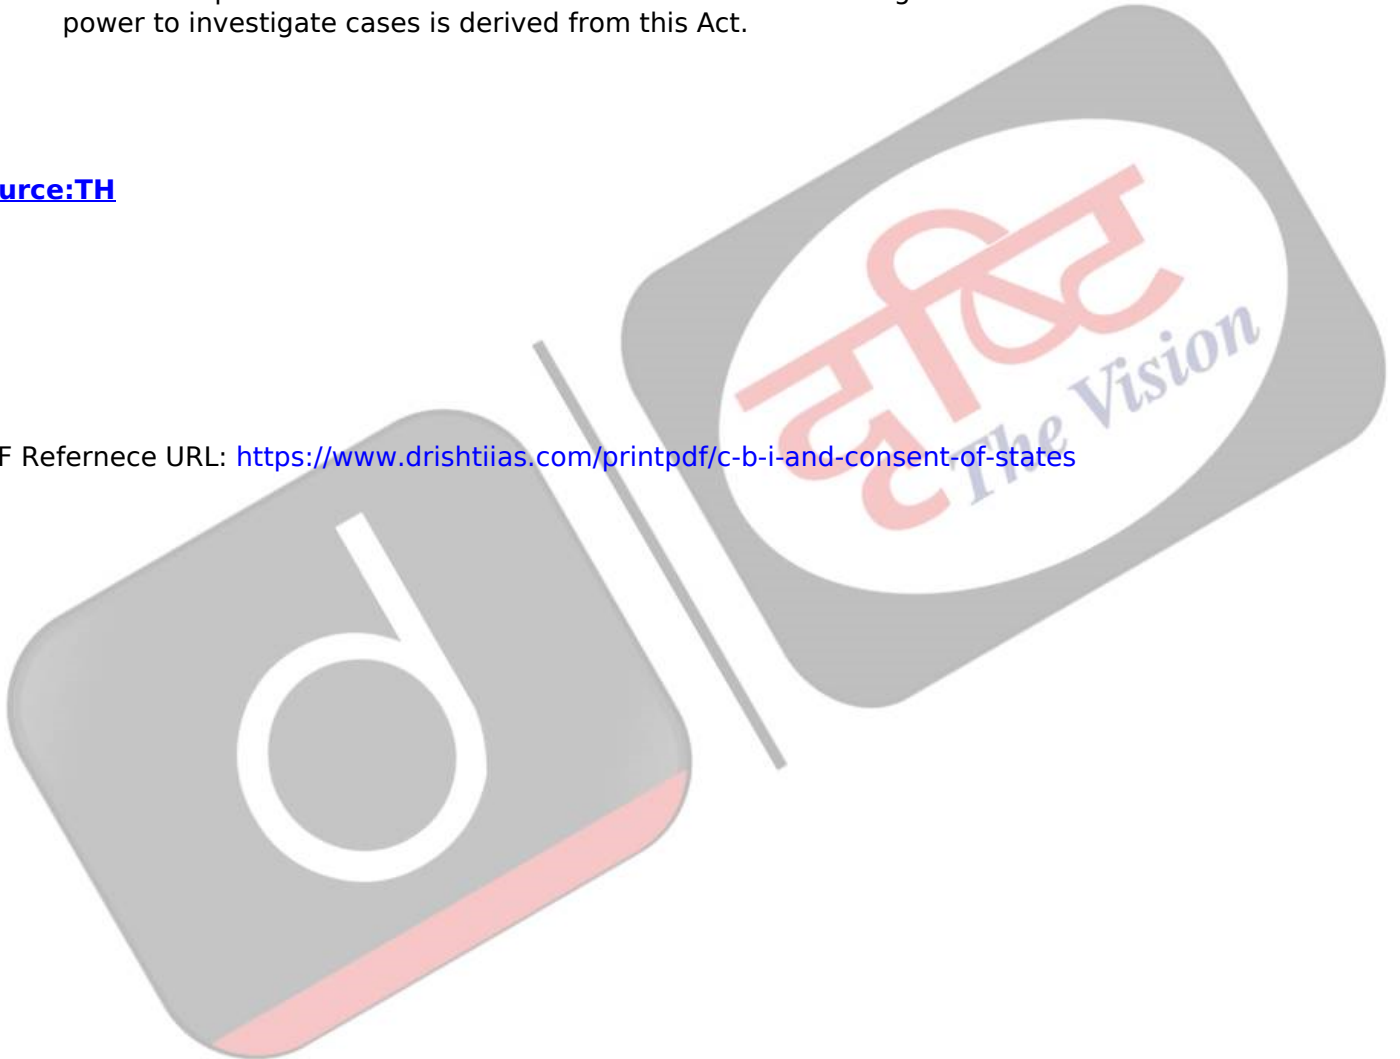 power to investigate cases is derived from this Act.
urce:TH
F Refernece URL: https://www.drishtiias.com/printpdf/c-b-i-and-consent-of-states
दृष्टि
The Vision
d